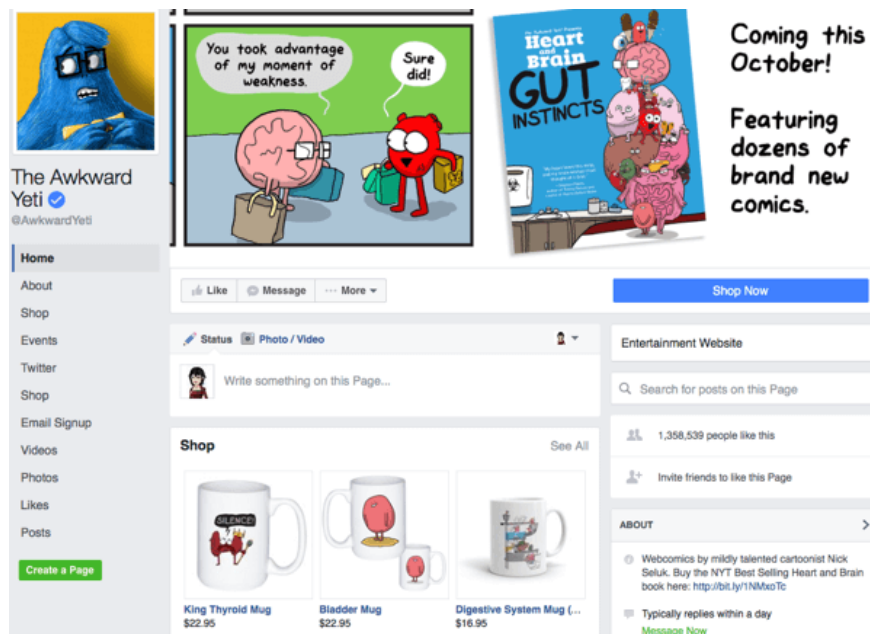 You took advantage
of my moment of
weakness.
Sure
did!
The Awkward Yeti Presents
Heart
and
Brain
GUT
INSTINCTS
Coming this
October!
Featuring
dozens of
brand new
comics.
The Awkward
Yeti
@AwkwardYeti
Home
About
Shop
Events
Twitter
Shop
Email Signup
Videos
Photos
Likes
Posts
Create a Page
Like
Message
More
Shop Now
Status
Photo / Video
Write something on this Page...
Shop
See All
SILENCE!
King Thyroid Mug
$22.95
Bladder Mug
$22.95
Digestive System Mug (...
$16.95
Entertainment Website
Search for posts on this Page
1,358,539 people like this
Invite friends to like this Page
ABOUT
Webcomics by mildly talented cartoonist Nick
Seluk. Buy the NYT Best Selling Heart and Brain
book here: http://bit.ly/1NMxoTc
Typically replies within a day
Message Now